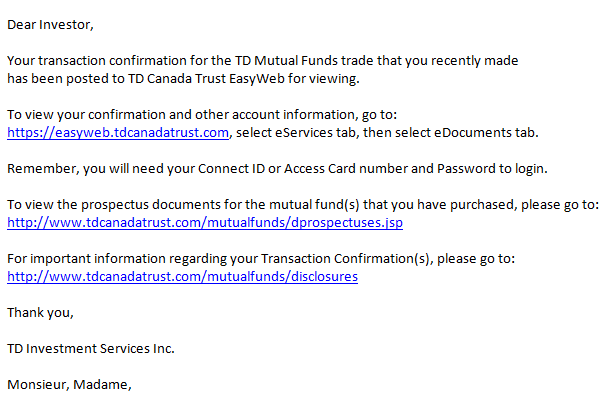 Dear Investor,
Your transaction confirmation for the TD Mutual Funds trade that you recently made
has been posted to TD Canada Trust EasyWeb for viewing.
To view your confirmation and other account information, go to:
https://easyweb.tdcanadatrust.com, select eServices tab, then select eDocuments tab.
Remember, you will need your Connect ID or Access Card number and Password to login.
To view the prospectus documents for the mutual fund(s) that you have purchased, please go to:
http://www.tdcanadatrust.com/mutualfunds/dprospectuses.jsp
For important information regarding your Transaction Confirmation(s), please go to:
http://www.tdcanadatrust.com/mutualfunds/disclosures
Thank you,
TD Investment Services Inc.
Monsieur, Madame,